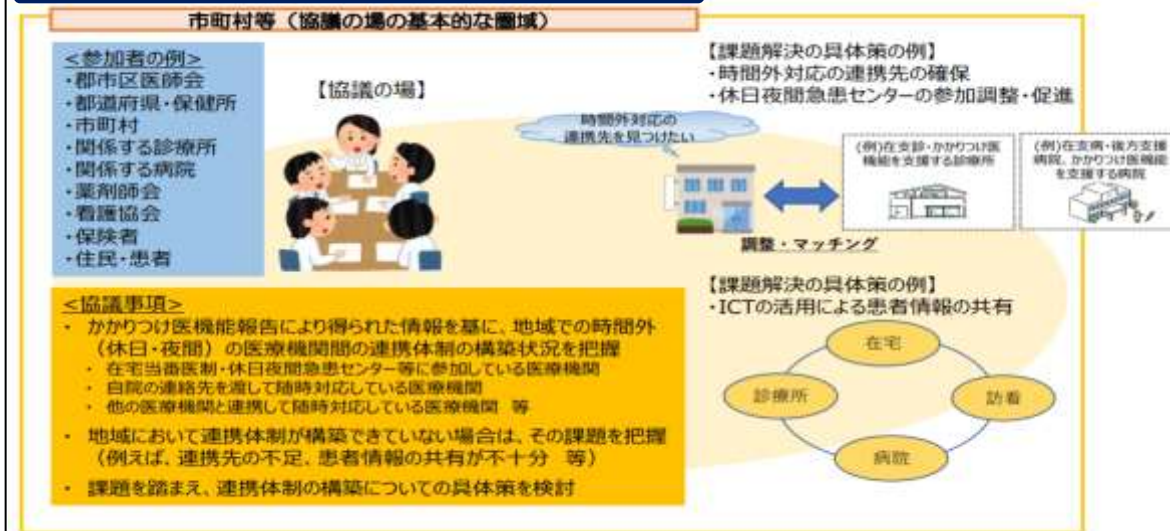 市町村等（協議の場の基本的な圏域）
＜参加者の例＞
・郡市区医師会
・都道府県・保健所
・市町村
・関係する診療所
・関係する病院
・薬剤師会
・看護協会
・保険者
・住民・患者
【協議の場】
【課題解決の具体策の例】
・時間外対応の連携先の確保
・休日夜間急患センターの参加調整・促進
時間外対応の
連携先を見つけたい
(例)在支診・かかりつけ医
機能を支援する診療所
(例)在支病・後方支援
病院、かかりつけ医機能
を支援する病院
調整・マッチング
＜協議事項＞
・ かかりつけ医機能報告により得られた情報を基に、地域での時間外
（休日・夜間）の医療機関間の連携体制の構築状況を把握
・ 在宅当番医制・休日夜間急患センター等に参加している医療機関
・ 自院の連絡先を渡して随時対応している医療機関
・ 他の医療機関と連携して随時対応している医療機関 等
・ 地域において連携体制が構築できていない場合は、その課題を把握
（例えば、連携先の不足、患者情報の共有が不十分 等）
・ 課題を踏まえ、連携体制の構築についての具体策を検討
【課題解決の具体策の例】
・ICTの活用による患者情報の共有
在宅
診療所
訪看
病院